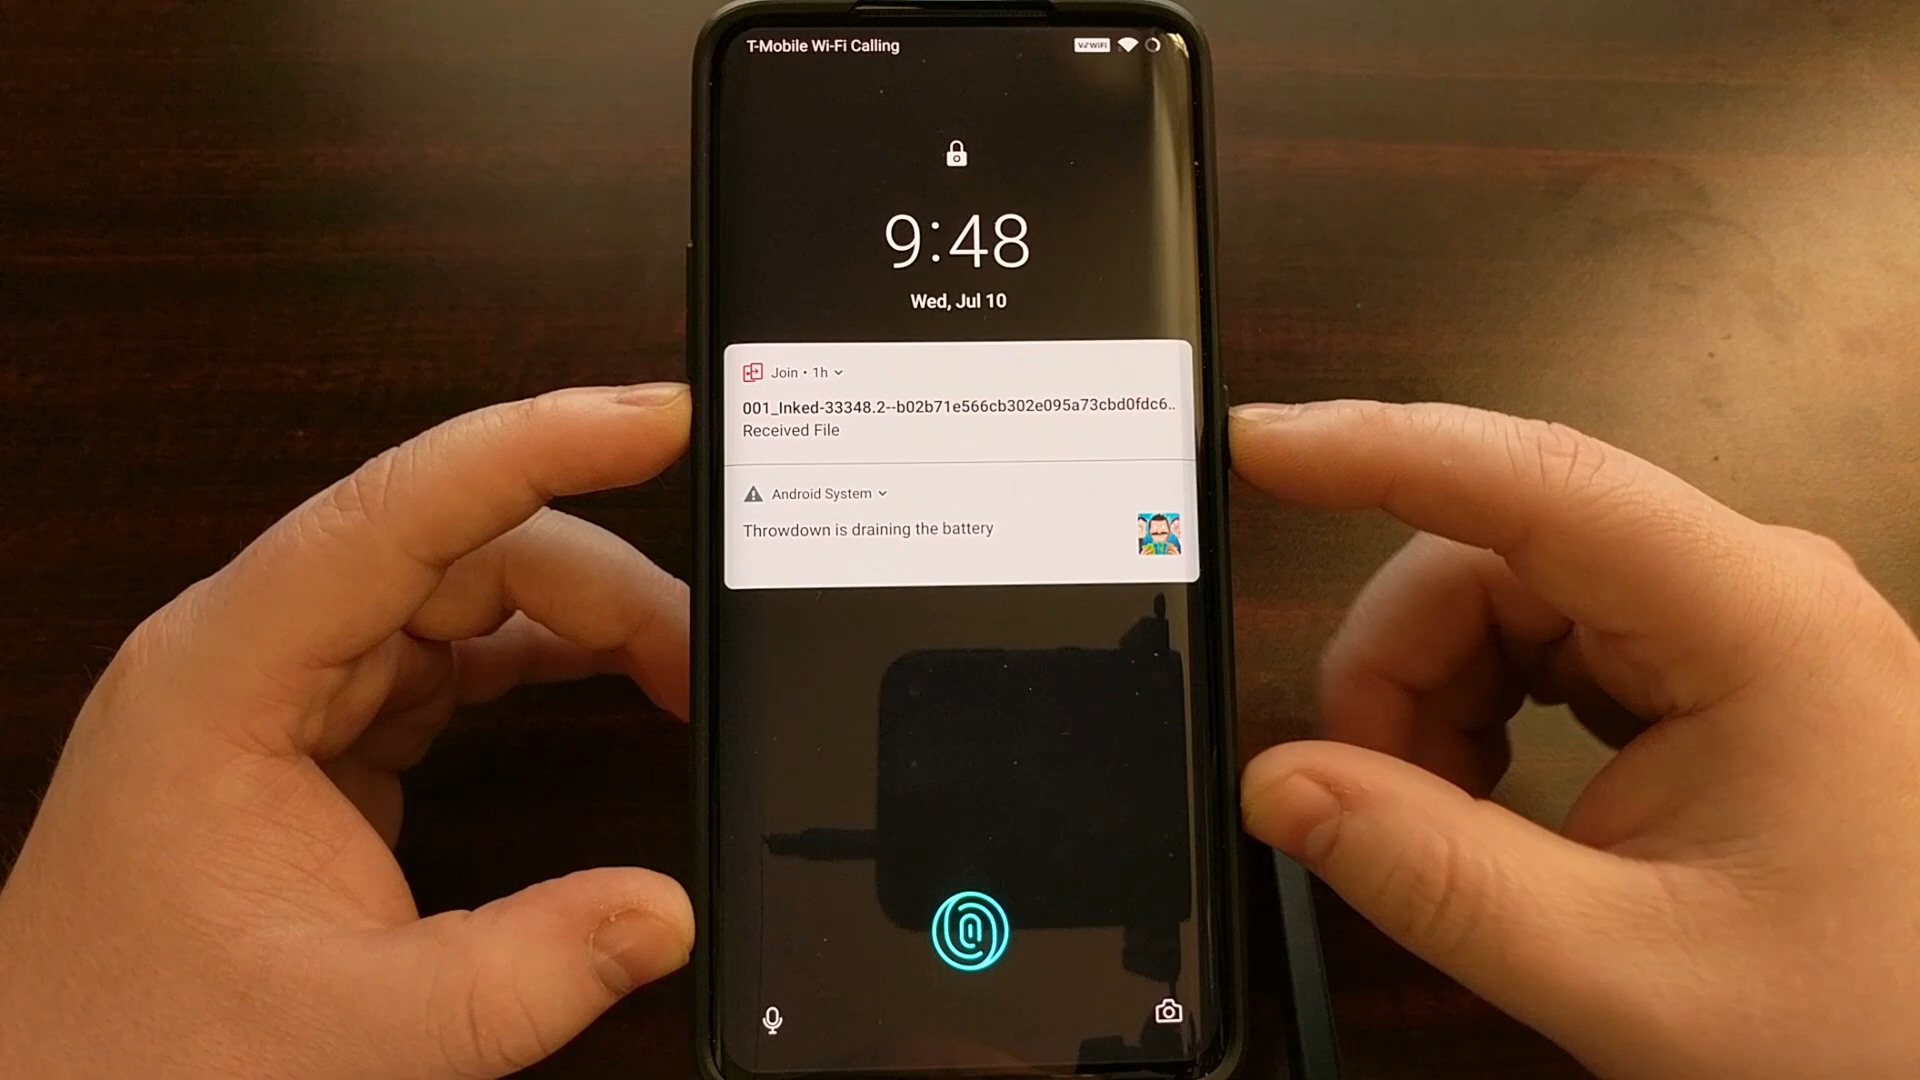 T-Mobile Wi-Fi Calling
VoWiFi
9:48
Wed, Jul 10
Join • 1h
001_Inked-33348.2--b02b71e566cb302e095a73cbd0fdc6..
Received File
Android System
Throwdown is draining the battery